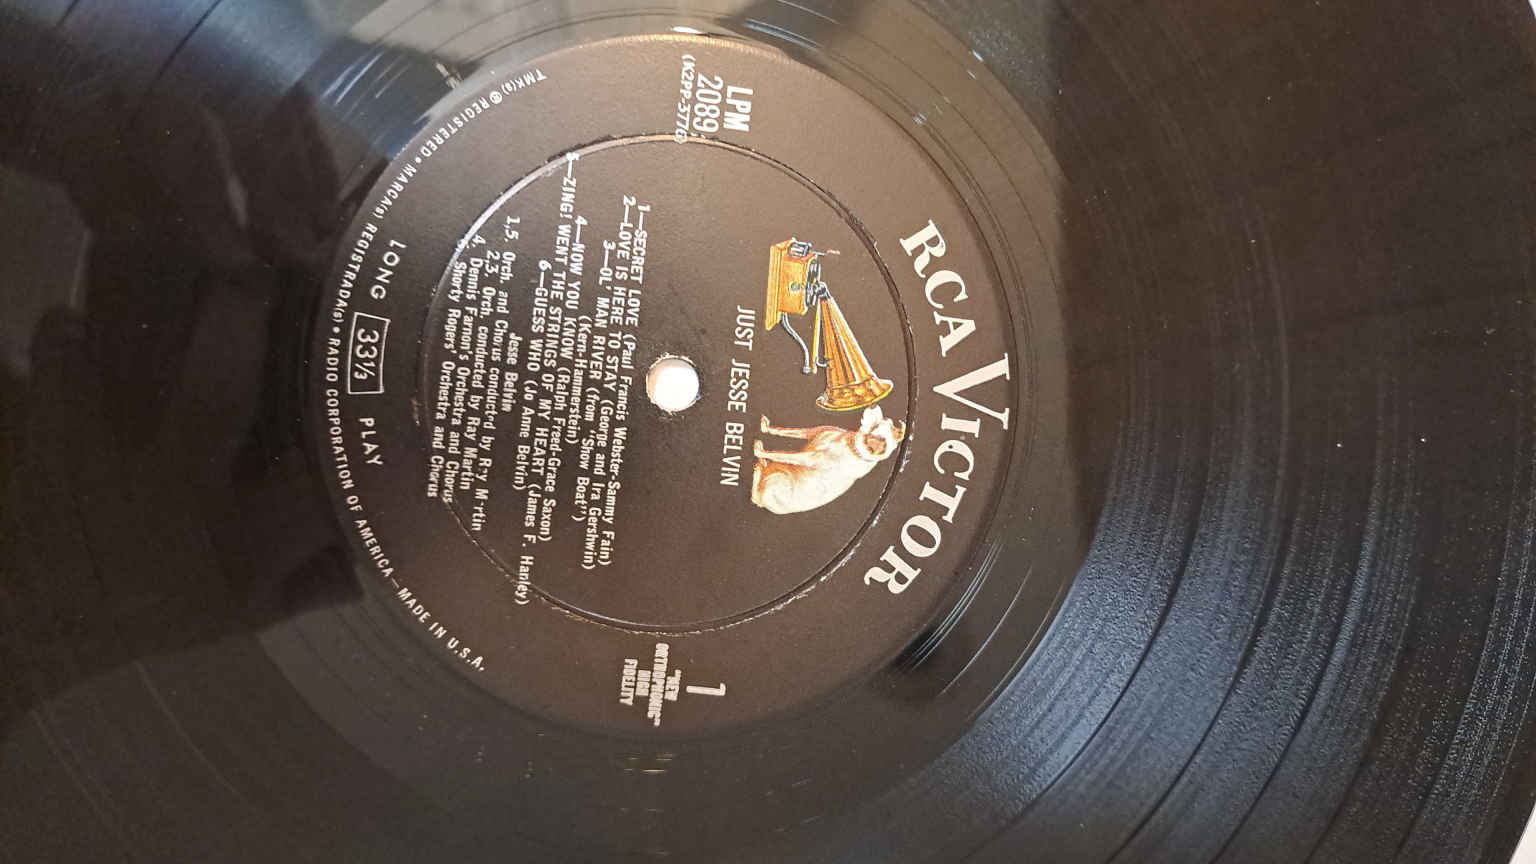 RCA VICTOR
LPM
2089
(K2PP-3776)
JUST JESSE BELVIN
1
"NEW
ORTHOPHONIC"
HIGH
FIDELITY
1—SECRET LOVE (Paul Francis Webster-Sammy Fain)
2—LOVE IS HERE TO STAY (George and Ira Gershwin)
3—OL' MAN RIVER (from "Show Boat")
(Kern-Hammerstein)
4—NOW YOU KNOW (Ralph Freed-Grace Saxon)
5—ZING! WENT THE STRINGS OF MY HEART (James F. Hanley)
6—GUESS WHO (Jo Anne Belvin)
Jesse Belvin
1,5. Orch. and Chorus conducted by Ray Martin
2,3. Orch. conducted by Ray Martin
4. Dennis Farnon's Orchestra and Chorus
6. Shorty Rogers' Orchestra and Chorus
LONG 33⅓ PLAY
TMK(s) ® REGISTERED • MARCA(s) REGISTRADA(s) • RADIO CORPORATION OF AMERICA—MADE IN U.S.A.